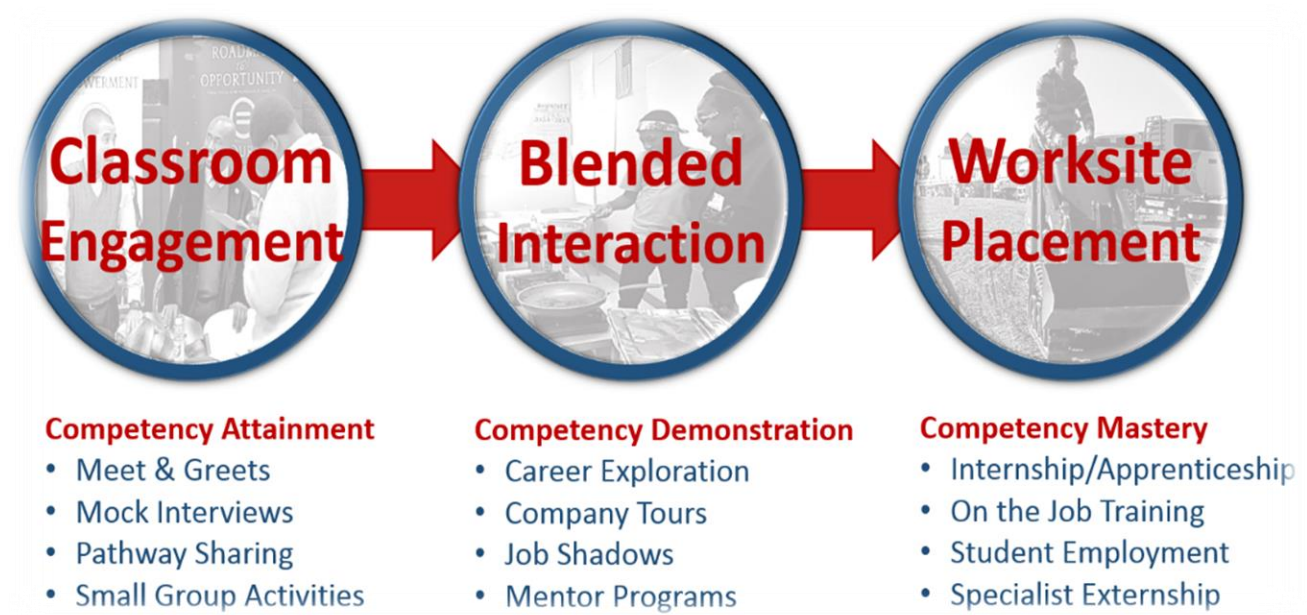 Classroom
Engagement
Blended
Interaction
Worksite
Placement
ROADMAP
OPPORTUNITY
Competency Attainment
• Meet & Greets
• Mock Interviews
• Pathway Sharing
• Small Group Activities
Competency Demonstration
• Career Exploration
• Company Tours
• Job Shadows
• Mentor Programs
Competency Mastery
• Internship/Apprenticeship
• On the Job Training
• Student Employment
• Specialist Externship